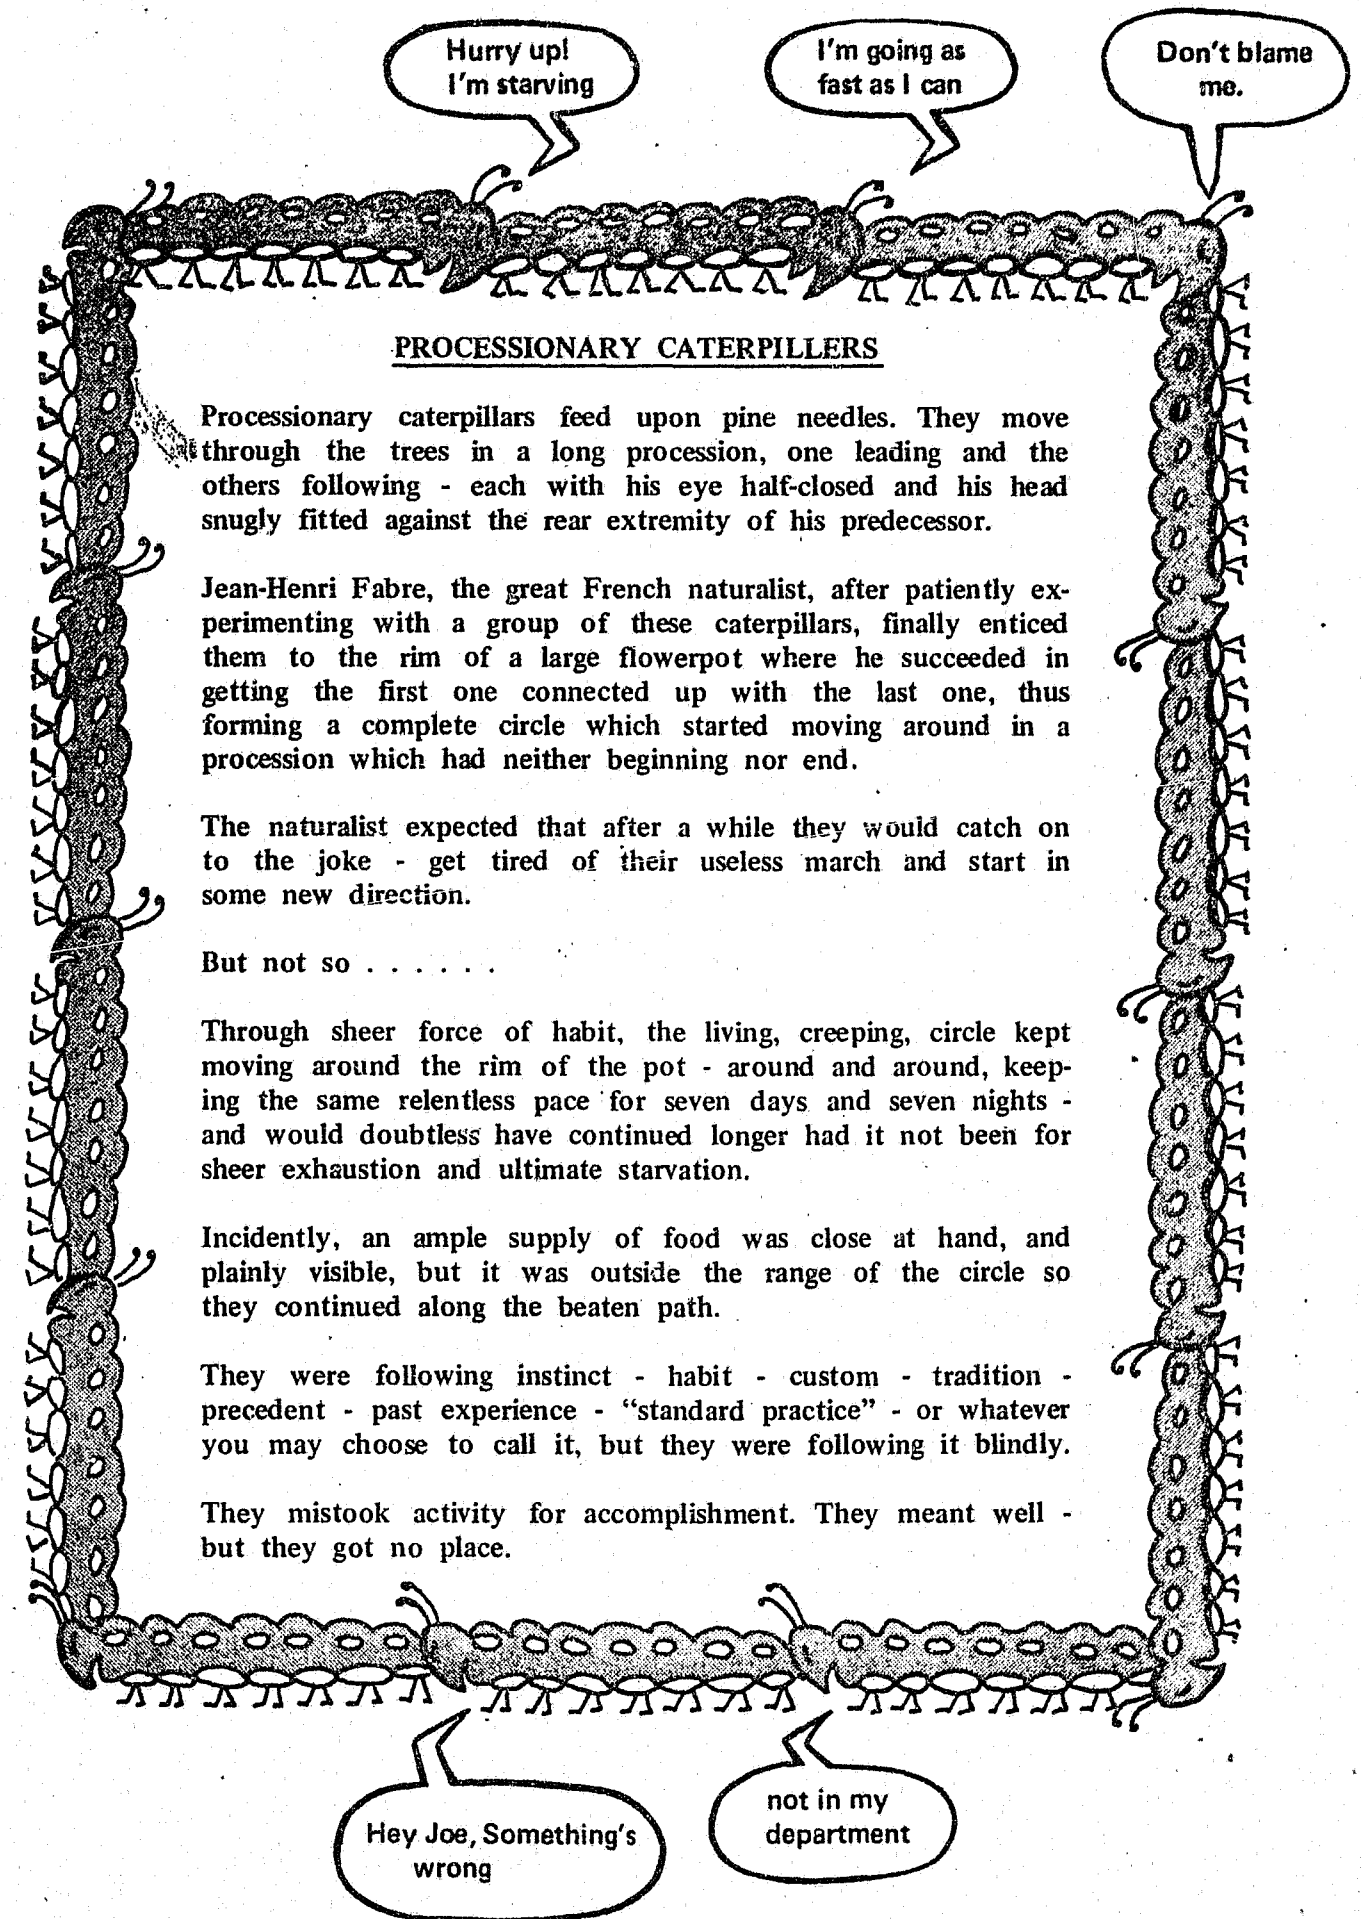 Hurry up!
I'm starving
I'm going as
fast as I can
Don't blame
me.
PROCESSIONARY CATERPILLERS
Processionary caterpillars feed upon pine needles. They move
through the trees in a long procession, one leading and the
others following - each with his eye half-closed and his head
snugly fitted against the rear extremity of his predecessor.
Jean-Henri Fabre, the great French naturalist, after patiently ex-
perimenting with a group of these caterpillars, finally enticed
them to the rim of a large flowerpot where he succeeded in
getting the first one connected up with the last one, thus
forming a complete circle which started moving around in a
procession which had neither beginning nor end.
The naturalist expected that after a while they would catch on
to the joke - get tired of their useless march and start in
some new direction.
But not so . . . . . .
Through sheer force of habit, the living, creeping, circle kept
moving around the rim of the pot - around and around, keep-
ing the same relentless pace for seven days and seven nights -
and would doubtless have continued longer had it not been for
sheer exhaustion and ultimate starvation.
Incidently, an ample supply of food was close at hand, and
plainly visible, but it was outside the range of the circle so
they continued along the beaten path.
They were following instinct - habit - custom - tradition -
precedent - past experience - “standard practice” - or whatever
you may choose to call it, but they were following it blindly.
They mistook activity for accomplishment. They meant well -
but they got no place.
Hey Joe, Something's
wrong
not in my
department